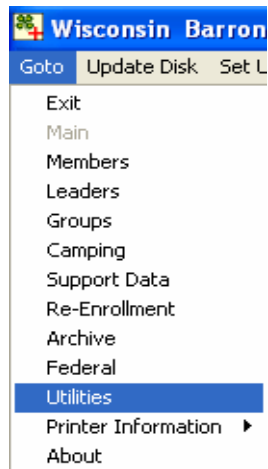 Wisconsin Barron
Goto Update Disk Set U
Exit
Main
Members
Leaders
Groups
Camping
Support Data
Re-Enrollment
Archive
Federal
Utilities
Printer Information
About